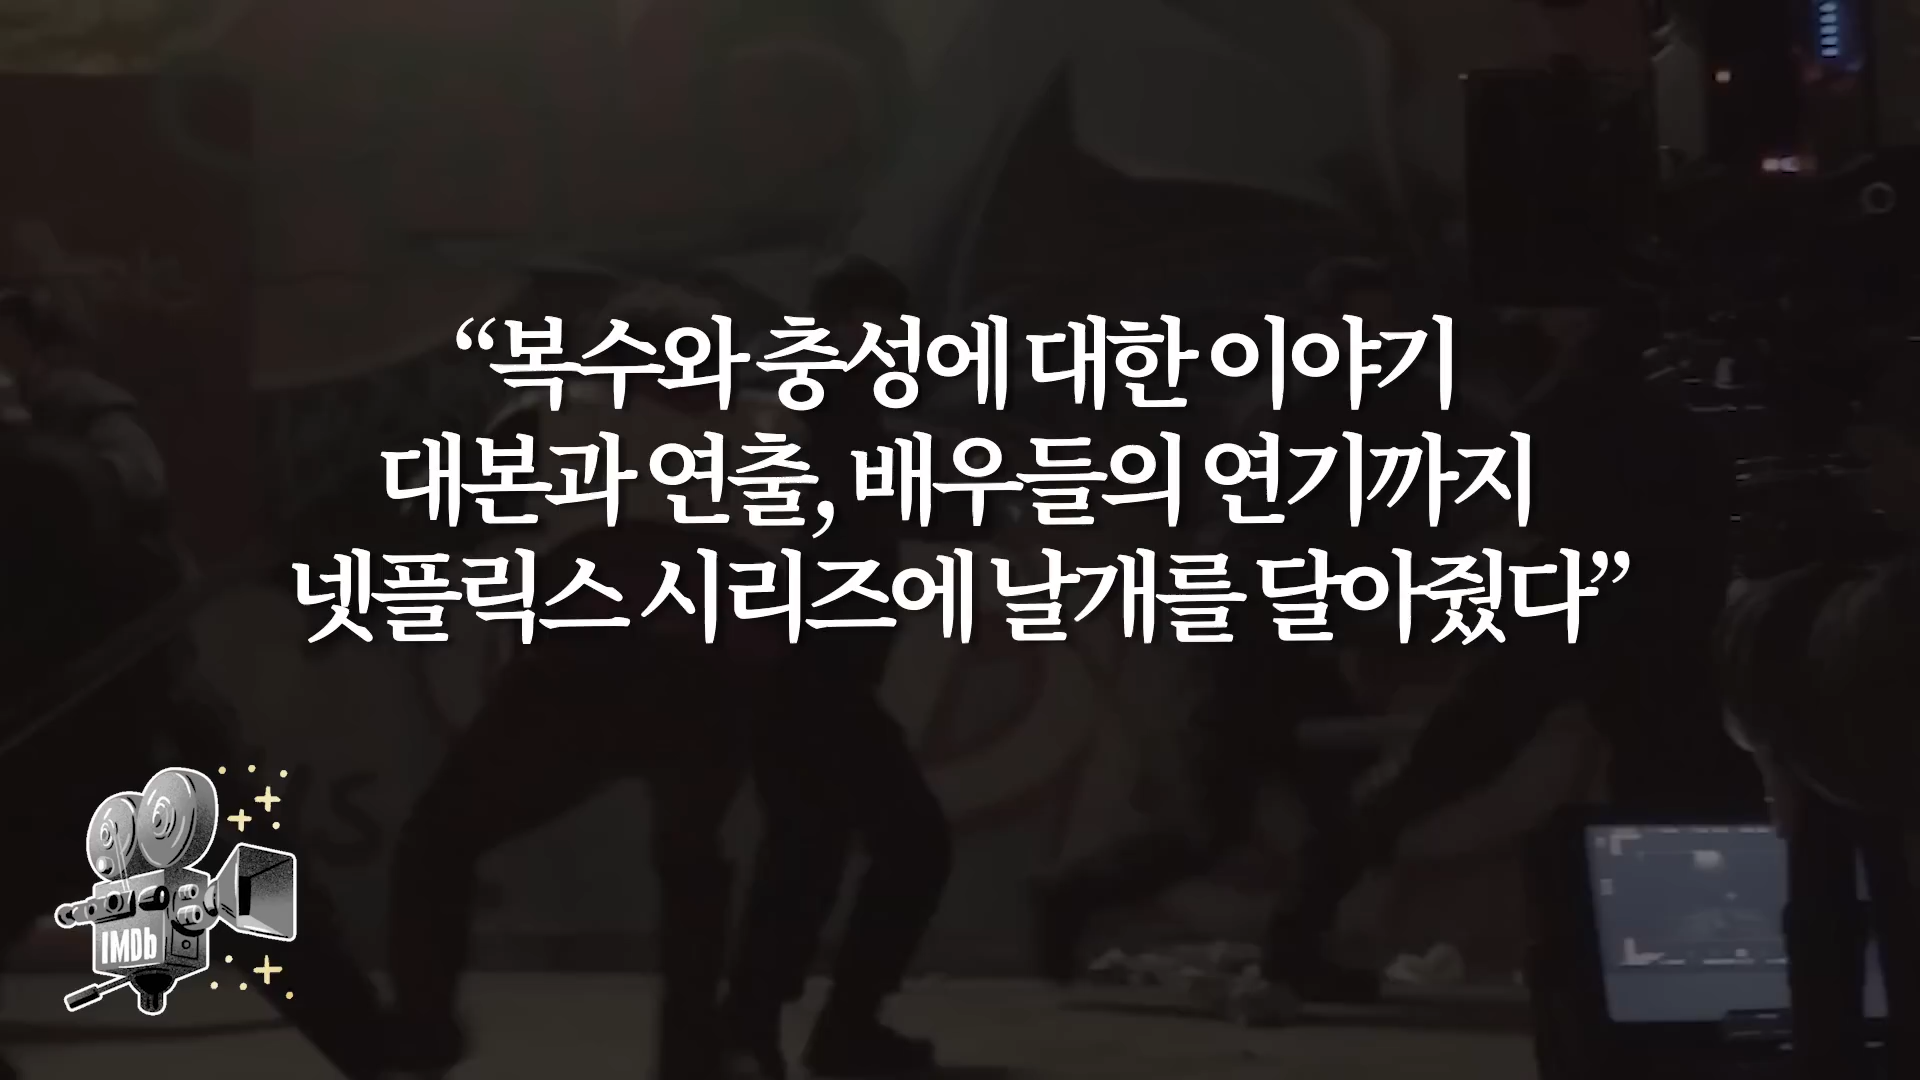 “복수와 충성에 대한 이야기
대본과 연출, 배우들의 연기까지
넷플릭스 시리즈에 날개를 달아줬다”
IMDb